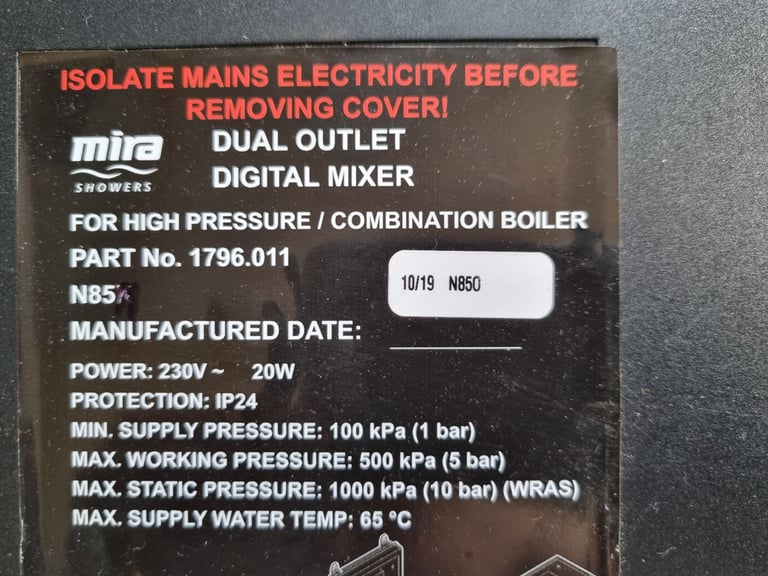 ISOLATE MAINS ELECTRICITY BEFORE
REMOVING COVER!
mira
SHOWERS
DUAL OUTLET
DIGITAL MIXER
FOR HIGH PRESSURE / COMBINATION BOILER
PART No. 1796.011
10/19 N850
MANUFACTURED DATE:
POWER: 230V ~ 20W
PROTECTION: IP24
MIN. SUPPLY PRESSURE: 100 kPa (1 bar)
MAX. WORKING PRESSURE: 500 kPa (5 bar)
MAX. STATIC PRESSURE: 1000 kPa (10 bar) (WRAS)
MAX. SUPPLY WATER TEMP: 65 ºC